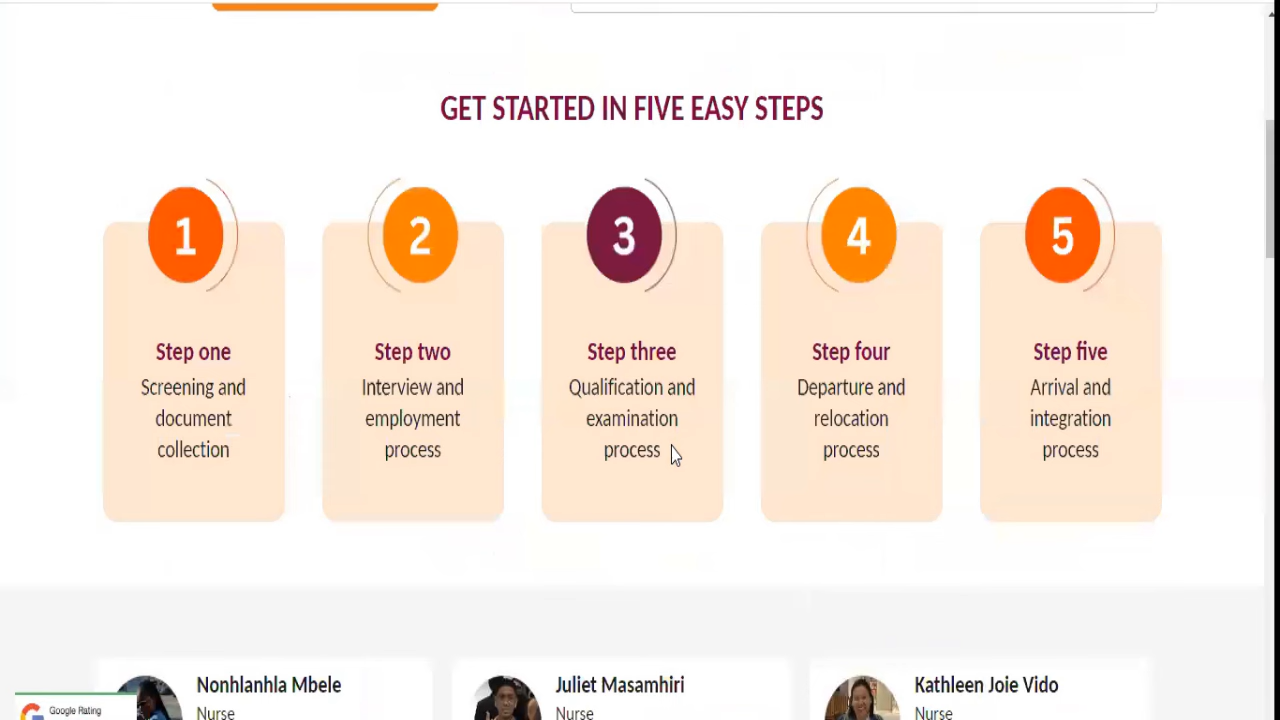 GET STARTED IN FIVE EASY STEPS
1
2
3
4
5
Step one
Screening and
document
collection
Step two
Interview and
employment
process
Step three
Qualification and
examination
process
Step four
Departure and
relocation
process
Step five
Arrival and
integration
process
Nonhlanhla Mbele
Nurse
Juliet Masamhiri
Nurse
Kathleen Joie Vido
Nurse
Google Rating